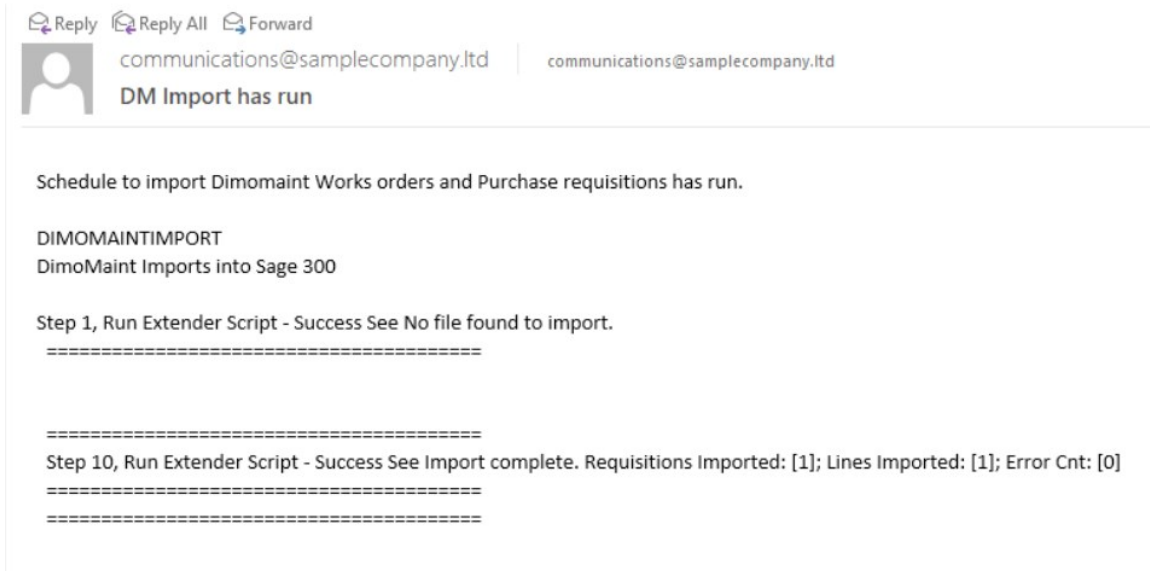 Reply Reply All Forward
communications@samplecompany.ltd communications@samplecompany.ltd
DM Import has run
Schedule to import Dimomaint Works orders and Purchase requisitions has run.
DIMOMAINTIMPORT
DimoMaint Imports into Sage 300
Step 1, Run Extender Script - Success See No file found to import.
========================================
========================================
Step 10, Run Extender Script - Success See Import complete. Requisitions Imported: [1]; Lines Imported: [1]; Error Cnt: [0]
========================================
========================================